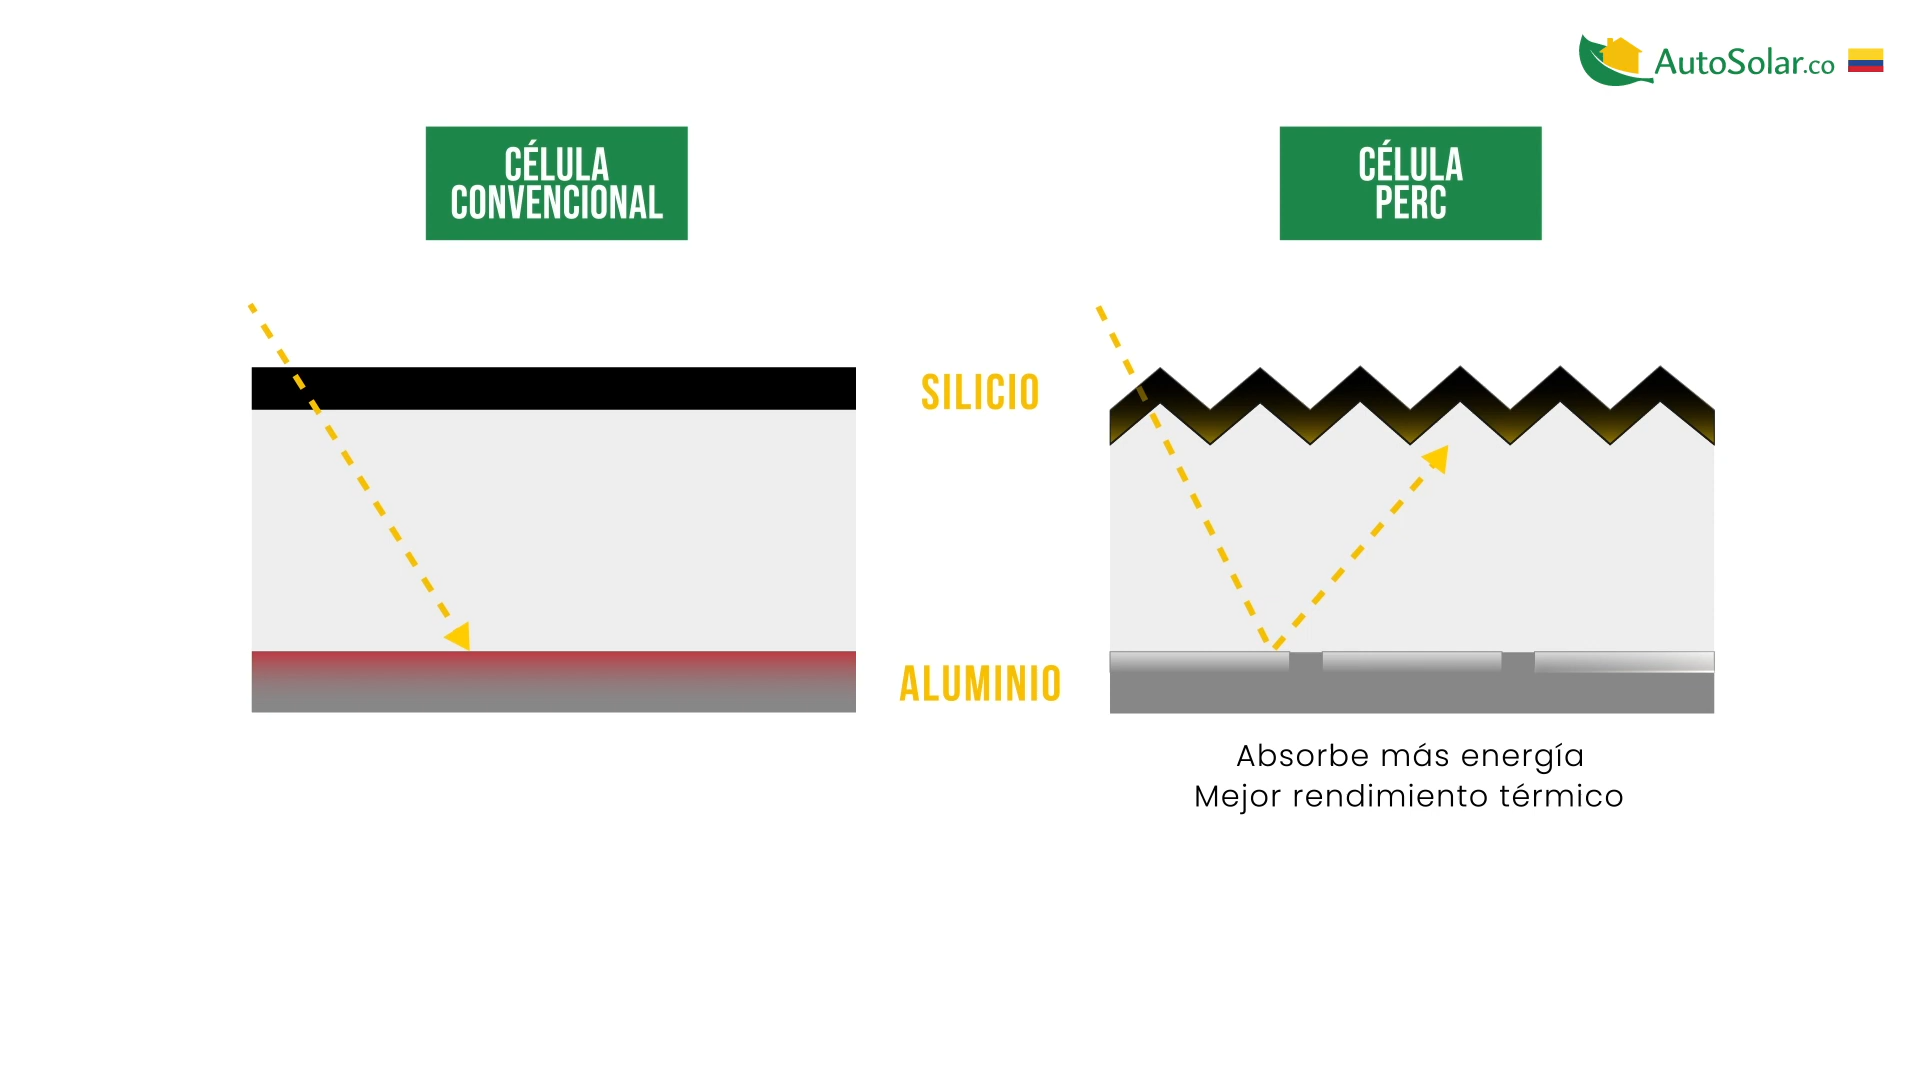 AutoSolar.co
CÉLULA
CONVENCIONAL
CÉLULA
PERC
SILICIO
ALUMINIO
Absorbe más energía
Mejor rendimiento térmico